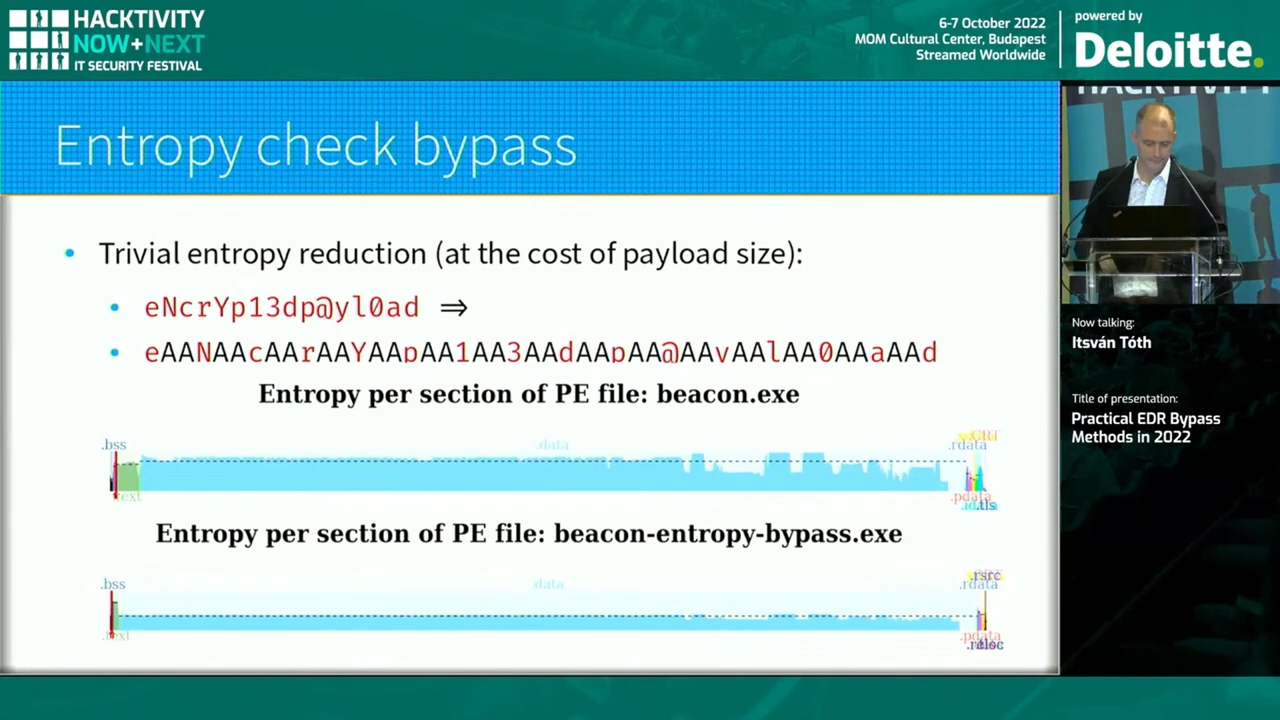 HACKTIVITY
NOW+NEXT
IT SECURITY FESTIVAL
6-7 October 2022
MOM Cultural Center, Budapest
Streamed Worldwide
powered by
Deloitte.
HACKTIVITY
Entropy check bypass
• Trivial entropy reduction (at the cost of payload size):
• eNcrYp13dp@yl0ad ⇒
• eAANAAcAArAAYAApAA1AA3AAdAApAA@AAvAAlAA0AAaAAd
Entropy per section of PE file: beacon.exe
.bss
.data
.rdata
.text
.pdata
.tls
Entropy per section of PE file: beacon-entropy-bypass.exe
.bss
.data
.rsrc
.rdata
.text
.pdata
Now talking:
Itsván Tóth
Title of presentation:
Practical EDR Bypass
Methods in 2022